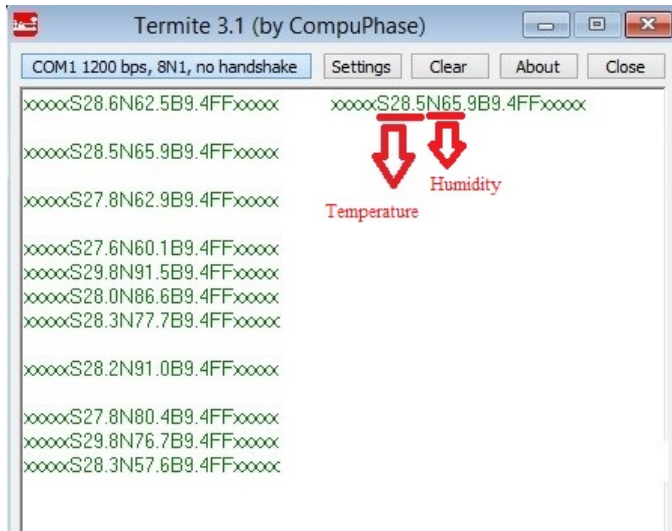 Termite 3.1 (by CompuPhase)
COM1 1200 bps, 8N1, no handshake Settings Clear About Close
xxxxxS28.6N62.5B9.4FFxxxxx xxxxxS28.5N65.9B9.4FFxxxxx
xxxxxS28.5N65.9B9.4FFxxxxx
Humidity
xxxxxS27.8N62.9B9.4FFxxxxx
Temperature
xxxxxS27.6N60.1B9.4FFxxxxx
xxxxxS29.8N91.5B9.4FFxxxxx
xxxxxS28.0N86.6B9.4FFxxxxx
xxxxxS28.3N77.7B9.4FFxxxxx
xxxxxS28.2N91.0B9.4FFxxxxx
xxxxxS27.8N80.4B9.4FFxxxxx
xxxxxS29.8N76.7B9.4FFxxxxx
xxxxxS28.3N57.6B9.4FFxxxxx